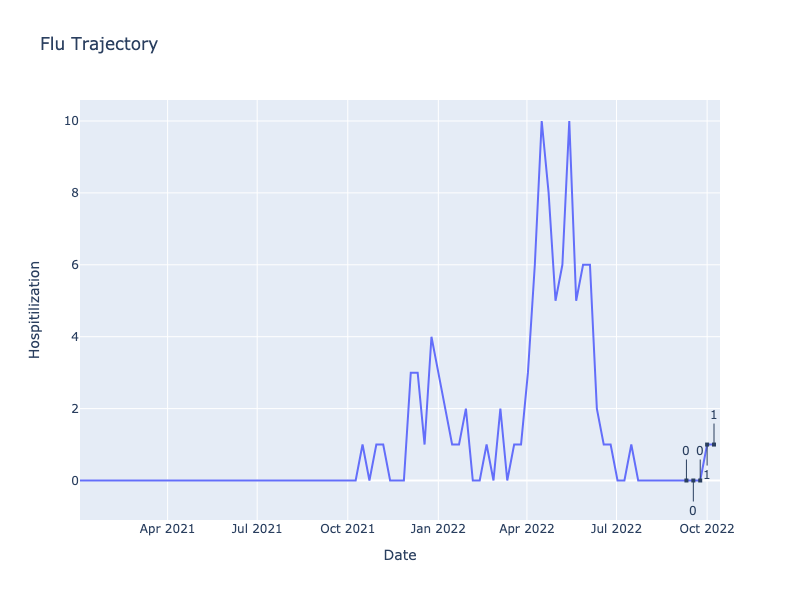 Flu Trajectory
Hospitilization
10
8
6
4
2
0
0
0
0
1
1
Apr 2021
Jul 2021
Oct 2021
Jan 2022
Apr 2022
Jul 2022
Oct 2022
Date